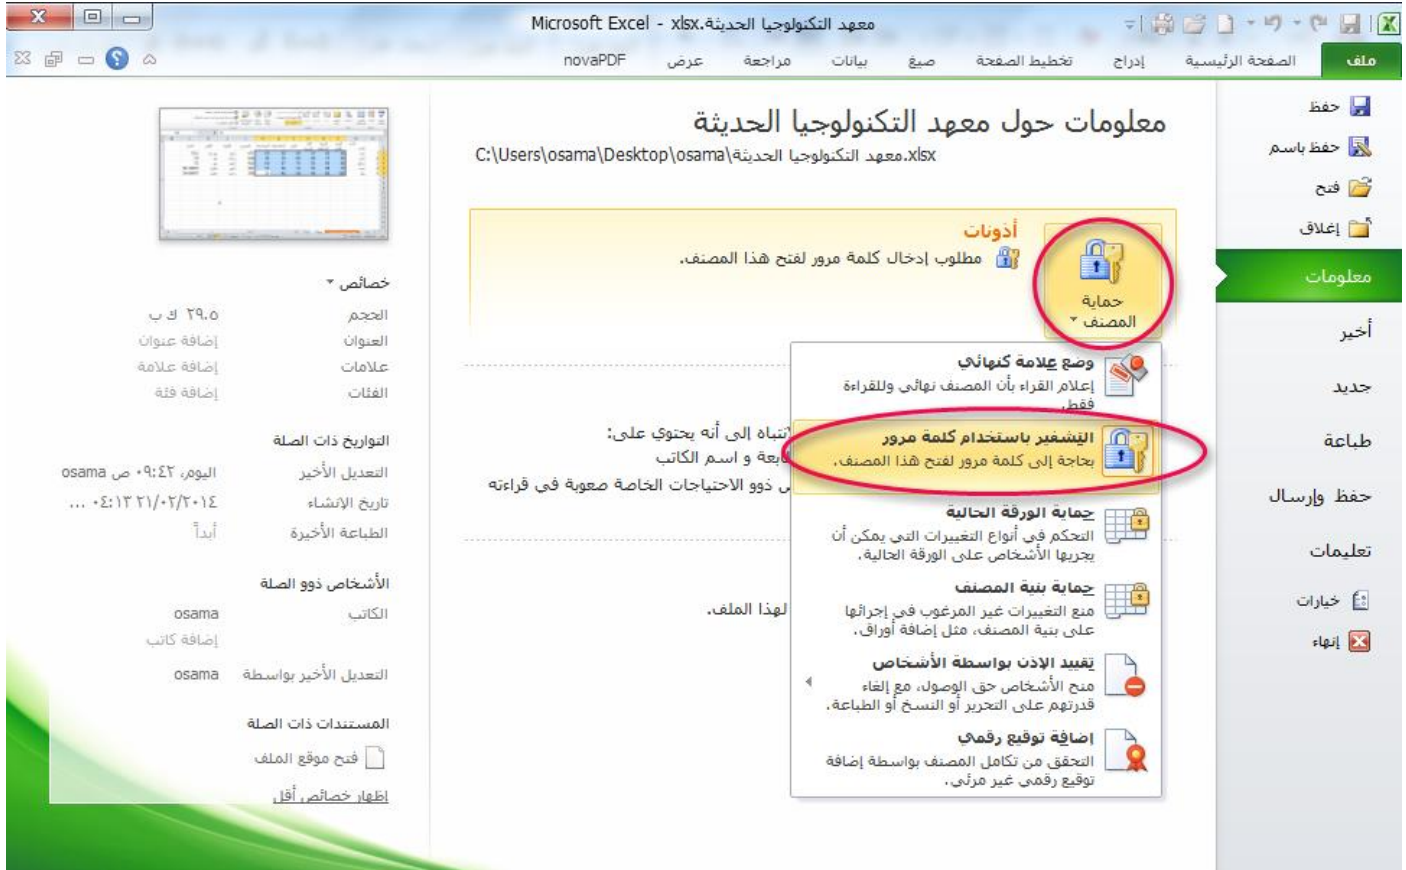 معهد التكنولوجيا الحديثة.xlsx - Microsoft Excel
ملف الصفحة الرئيسية إدراج تخطيط الصفحة صيغ بيانات مراجعة عرض novaPDF
حفظ
حفظ باسم
فتح
إغلاق
معلومات
أخير
جديد
طباعة
حفظ وإرسال
تعليمات
خيارات
إنهاء
معلومات حول معهد التكنولوجيا الحديثة
C:\Users\osama\Desktop\osama\معهد التكنولوجيا الحديثة.xlsx
حماية
المصنف
أذونات
مطلوب إدخال كلمة مرور لفتح هذا المصنف.
وضع علامة كنهائي
إعلام القراء بأن المصنف نهائي وللقراءة
فقط.
التشفير باستخدام كلمة مرور
بحاجة إلى كلمة مرور لفتح هذا المصنف.
حماية الورقة الحالية
التحكم في أنواع التغييرات التي يمكن أن
يجريها الأشخاص على الورقة الحالية.
حماية بنية المصنف
منع التغييرات غير المرغوب في إجرائها
على بنية المصنف، مثل إضافة أوراق.
تقييد الإذن بواسطة الأشخاص
منح الأشخاص حق الوصول، مع إلغاء
قدرتهم على التحرير أو النسخ أو الطباعة.
إضافة توقيع رقمي
التحقق من تكامل المصنف بواسطة إضافة
توقيع رقمي غير مرئي.
أنه يحتوي على:
و اسم الكاتب
ذوو الاحتياجات الخاصة صعوبة في قراءته
لهذا الملف.
خصائص
الحجم ٢٩.٥ ك ب
العنوان إضافة عنوان
علامات إضافة علامة
الفئات إضافة فئة
التواريخ ذات الصلة
التعديل الأخير اليوم، ٠٩:٤٢ ص osama
تاريخ الإنشاء ٢٠١٤/٠٢/٢١ ٠٤:١٣ ...
الطباعة الأخيرة أبداً
الأشخاص ذوو الصلة
الكاتب osama
إضافة كاتب
التعديل الأخير بواسطة osama
المستندات ذات الصلة
فتح موقع الملف
إظهار خصائص أقل